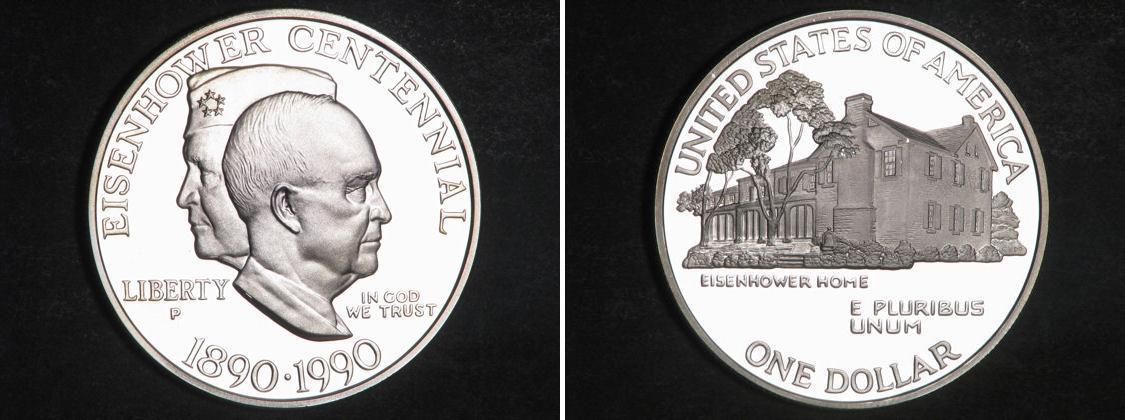 EISENHOWER CENTENNIAL
LIBERTY
P
IN GOD
WE TRUST
1890·1990
UNITED STATES OF AMERICA
EISENHOWER HOME
E PLURIBUS
UNUM
ONE DOLLAR